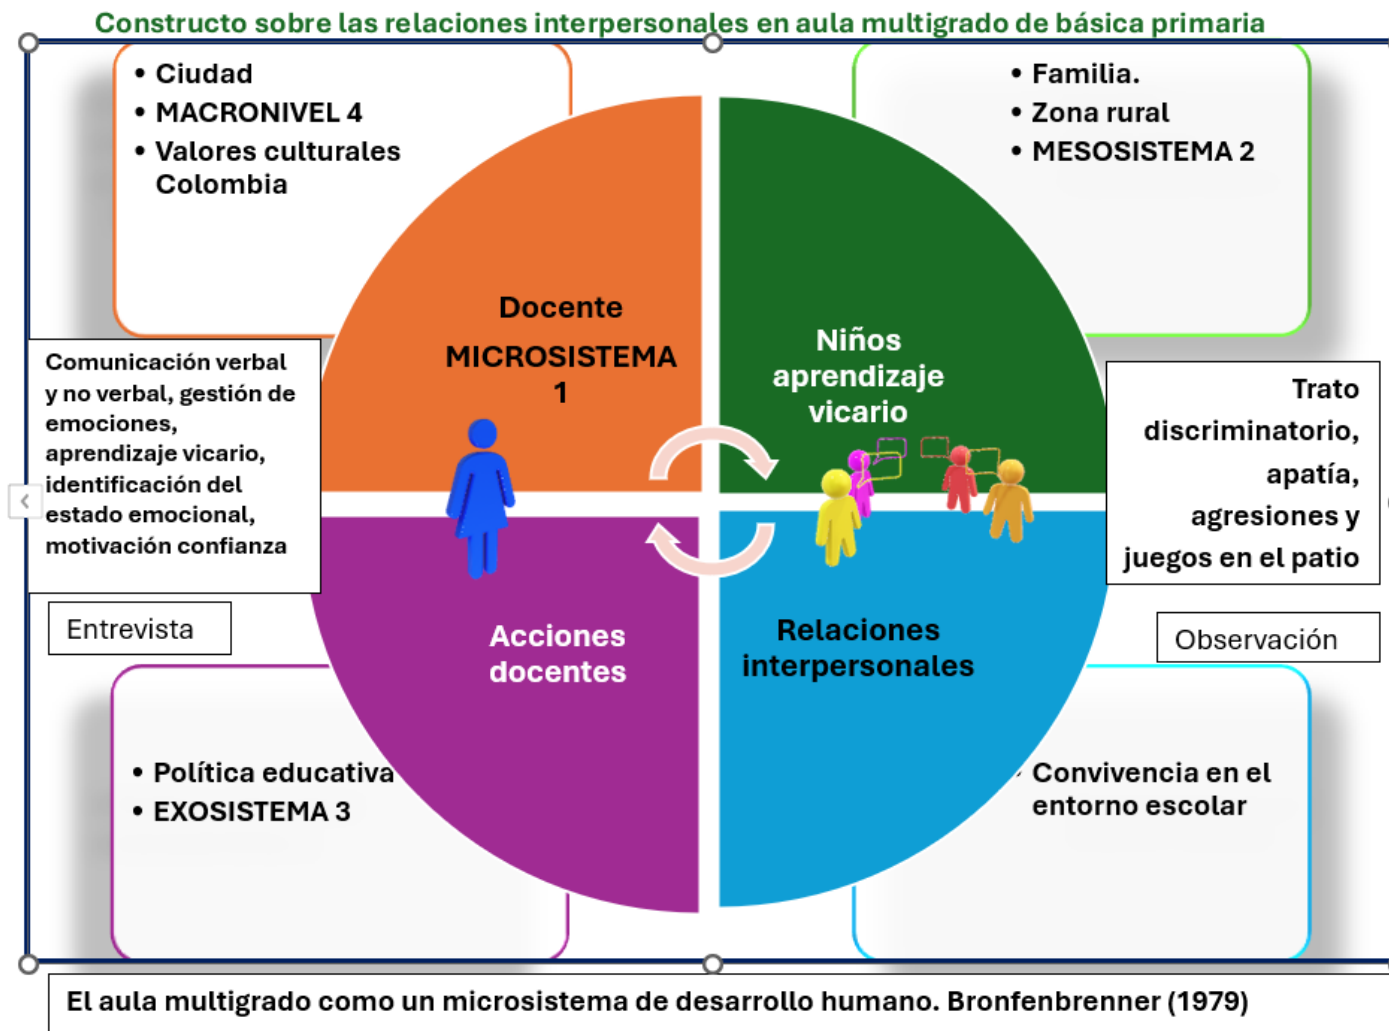 Constructo sobre las relaciones interpersonales en aula multigrado de básica primaria
• Ciudad
• MACRONIVEL 4
• Valores culturales
Colombia
• Familia.
• Zona rural
• MESOSISTEMA 2
Docente
MICROSISTEMA
1
Niños
aprendizaje
vicario
Comunicación verbal
y no verbal, gestión de
emociones,
aprendizaje vicario,
identificación del
estado emocional,
motivación confianza
Trato
discriminatorio,
apatía,
agresiones y
juegos en el patio
Entrevista
Observación
Acciones
docentes
Relaciones
interpersonales
• Política educativa
• EXOSISTEMA 3
Convivencia en el
entorno escolar
El aula multigrado como un microsistema de desarrollo humano. Bronfenbrenner (1979)